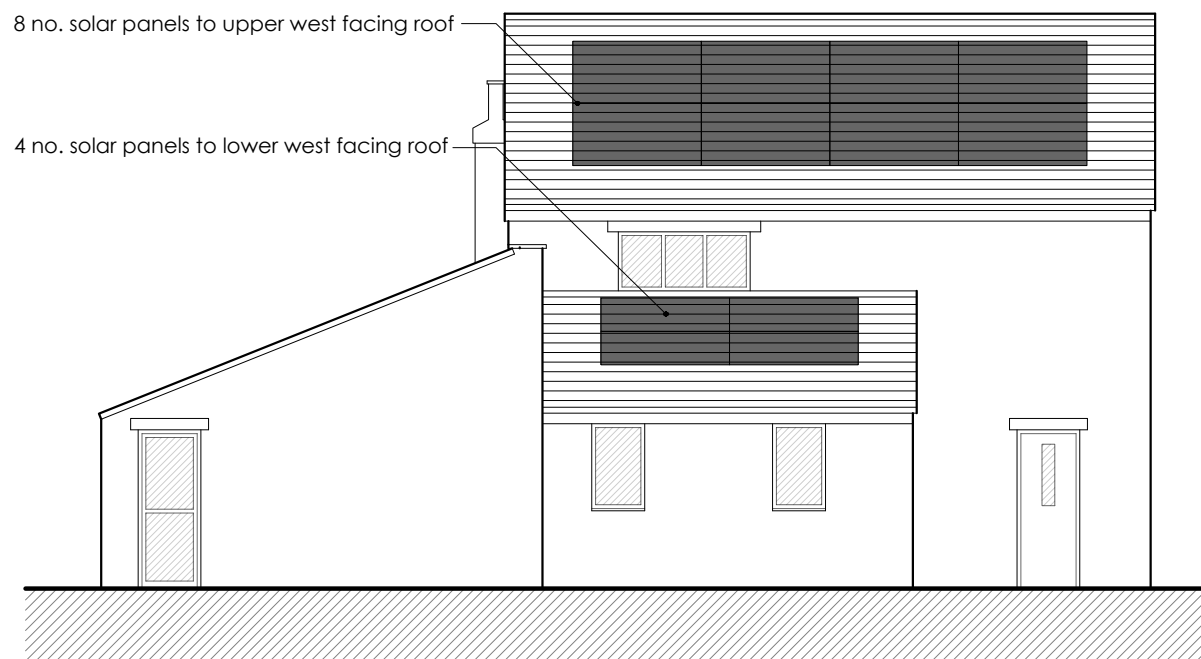 8 no. solar panels to upper west facing roof
4 no. solar panels to lower west facing roof